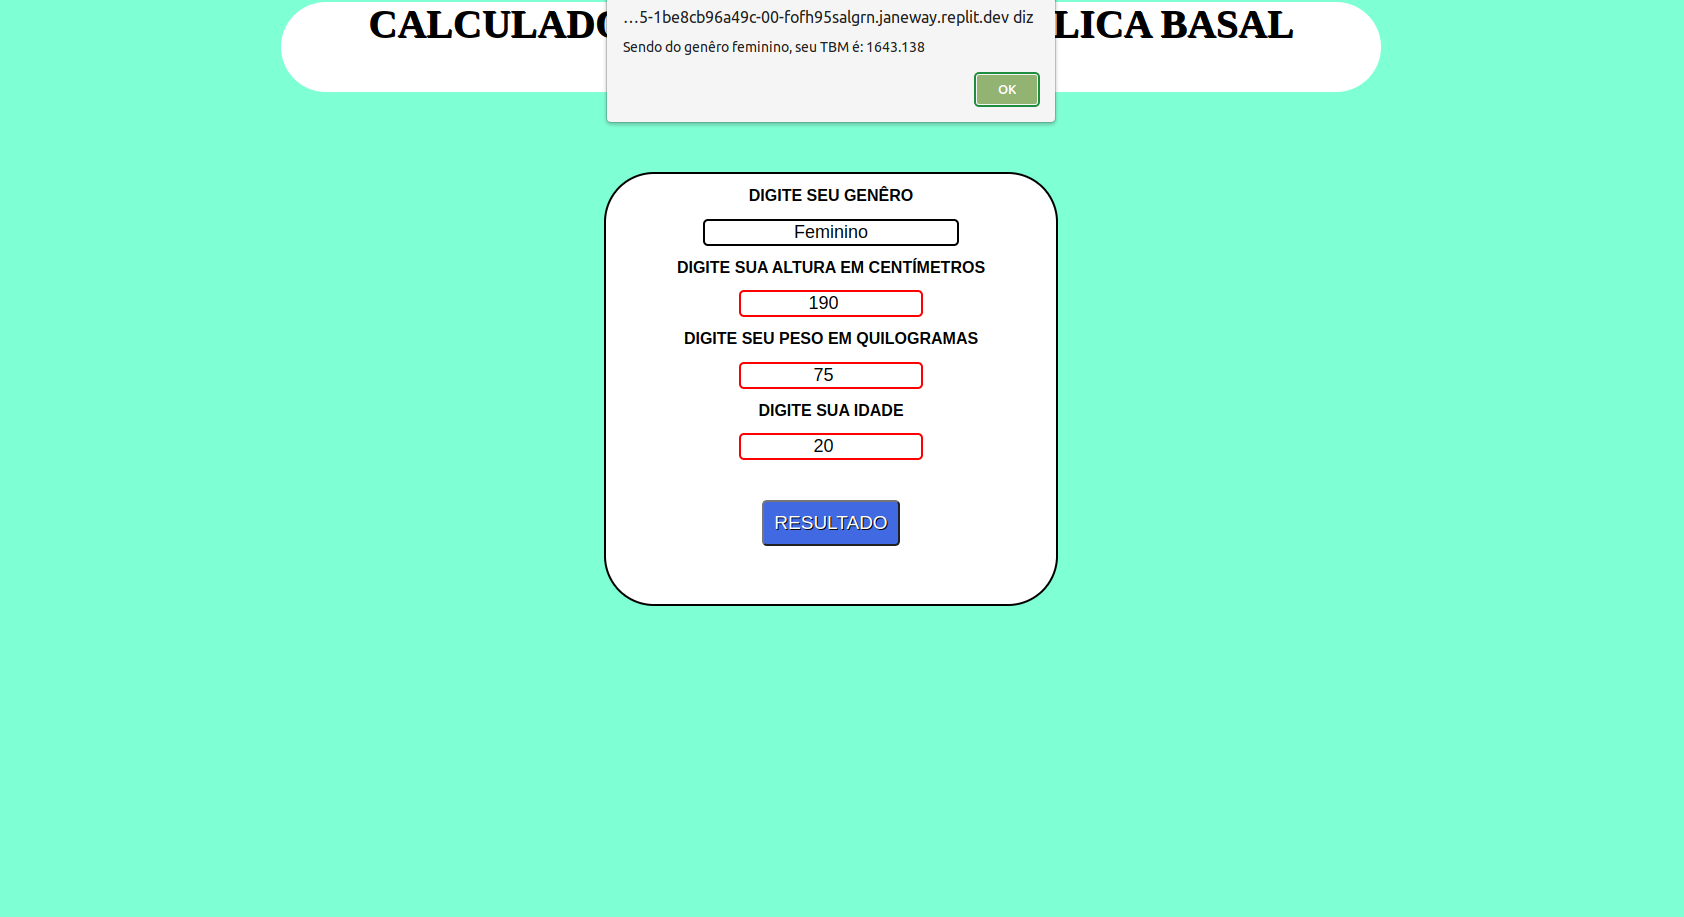 …5-1be8cb96a49c-00-fofh95salgrn.janeway.replit.dev diz
Sendo do genêro feminino, seu TBM é: 1643.138
OK
LICA BASAL
DIGITE SEU GENÊRO
Feminino
DIGITE SUA ALTURA EM CENTÍMETROS
190
DIGITE SEU PESO EM QUILOGRAMAS
75
DIGITE SUA IDADE
20
RESULTADO